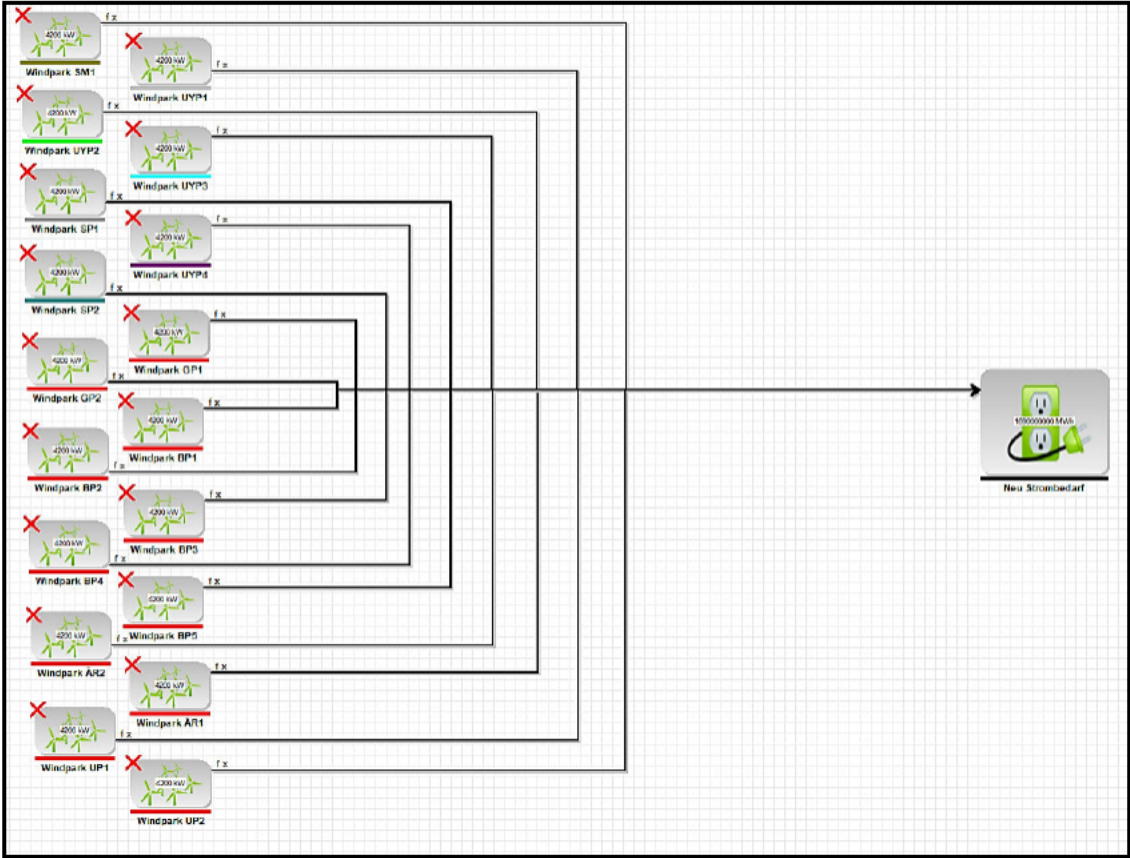 f x
4200 kW
Windpark SM1
f x
4200 kW
Windpark UYP1
f x
4200 kW
Windpark UYP2
f x
4200 kW
Windpark UYP3
f x
4200 kW
Windpark SP1
f x
4200 kW
Windpark UYP4
f x
4200 kW
Windpark SP2
f x
4200 kW
Windpark GP1
f x
4200 kW
Windpark GP2
f x
4200 kW
Windpark BP1
f x
4200 kW
Windpark BP2
f x
4200 kW
Windpark BP3
f x
4200 kW
Windpark BP4
f x
4200 kW
Windpark BP5
f x
4200 kW
Windpark ÄR2
f x
4200 kW
Windpark ÄR1
f x
4200 kW
Windpark UP1
f x
4200 kW
Windpark UP2
Neu Strombedarf